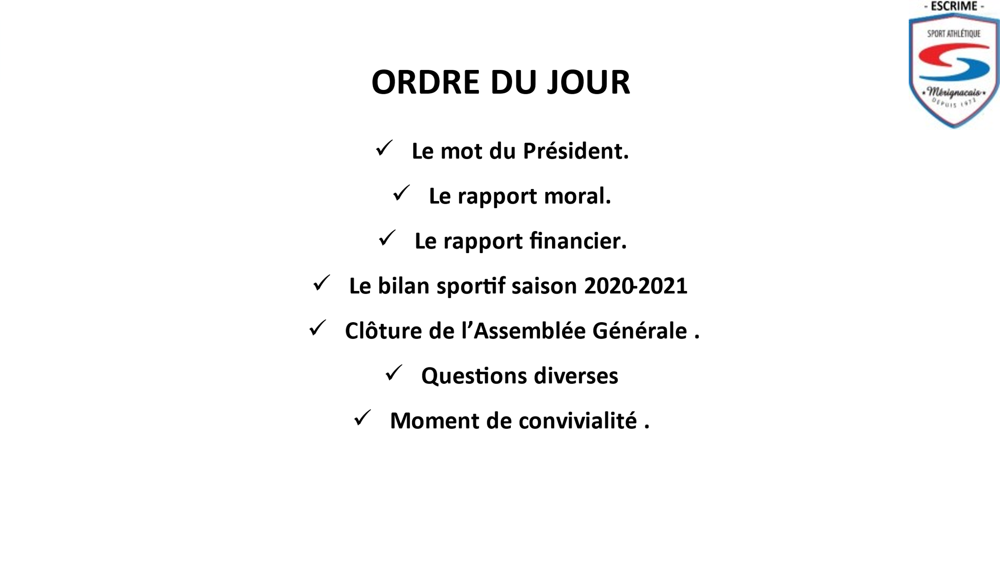 - ESCRIME -
SPORT ATHLÉTIQUE
Mérignacais
DEPUIS 1972
ORDRE DU JOUR
✓ Le mot du Président.
✓ Le rapport moral.
✓ Le rapport financier.
✓ Le bilan sportif saison 2020-2021
✓ Clôture de l’Assemblée Générale .
✓ Questions diverses
✓ Moment de convivialité .